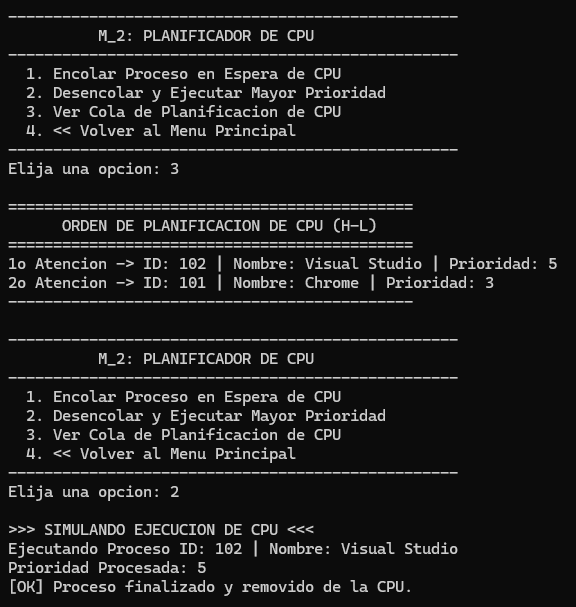 --------------------------------------------------
M_2: PLANIFICADOR DE CPU
--------------------------------------------------
1. Encolar Proceso en Espera de CPU
2. Desencolar y Ejecutar Mayor Prioridad
3. Ver Cola de Planificacion de CPU
4. << Volver al Menu Principal
--------------------------------------------------
Elija una opcion: 3
=============================================
ORDEN DE PLANIFICACION DE CPU (H-L)
=============================================
1o Atencion -> ID: 102 | Nombre: Visual Studio | Prioridad: 5
2o Atencion -> ID: 101 | Nombre: Chrome | Prioridad: 3
---------------------------------------------
--------------------------------------------------
M_2: PLANIFICADOR DE CPU
--------------------------------------------------
1. Encolar Proceso en Espera de CPU
2. Desencolar y Ejecutar Mayor Prioridad
3. Ver Cola de Planificacion de CPU
4. << Volver al Menu Principal
--------------------------------------------------
Elija una opcion: 2
>>> SIMULANDO EJECUCION DE CPU <<<
Ejecutando Proceso ID: 102 | Nombre: Visual Studio
Prioridad Procesada: 5
[OK] Proceso finalizado y removido de la CPU.